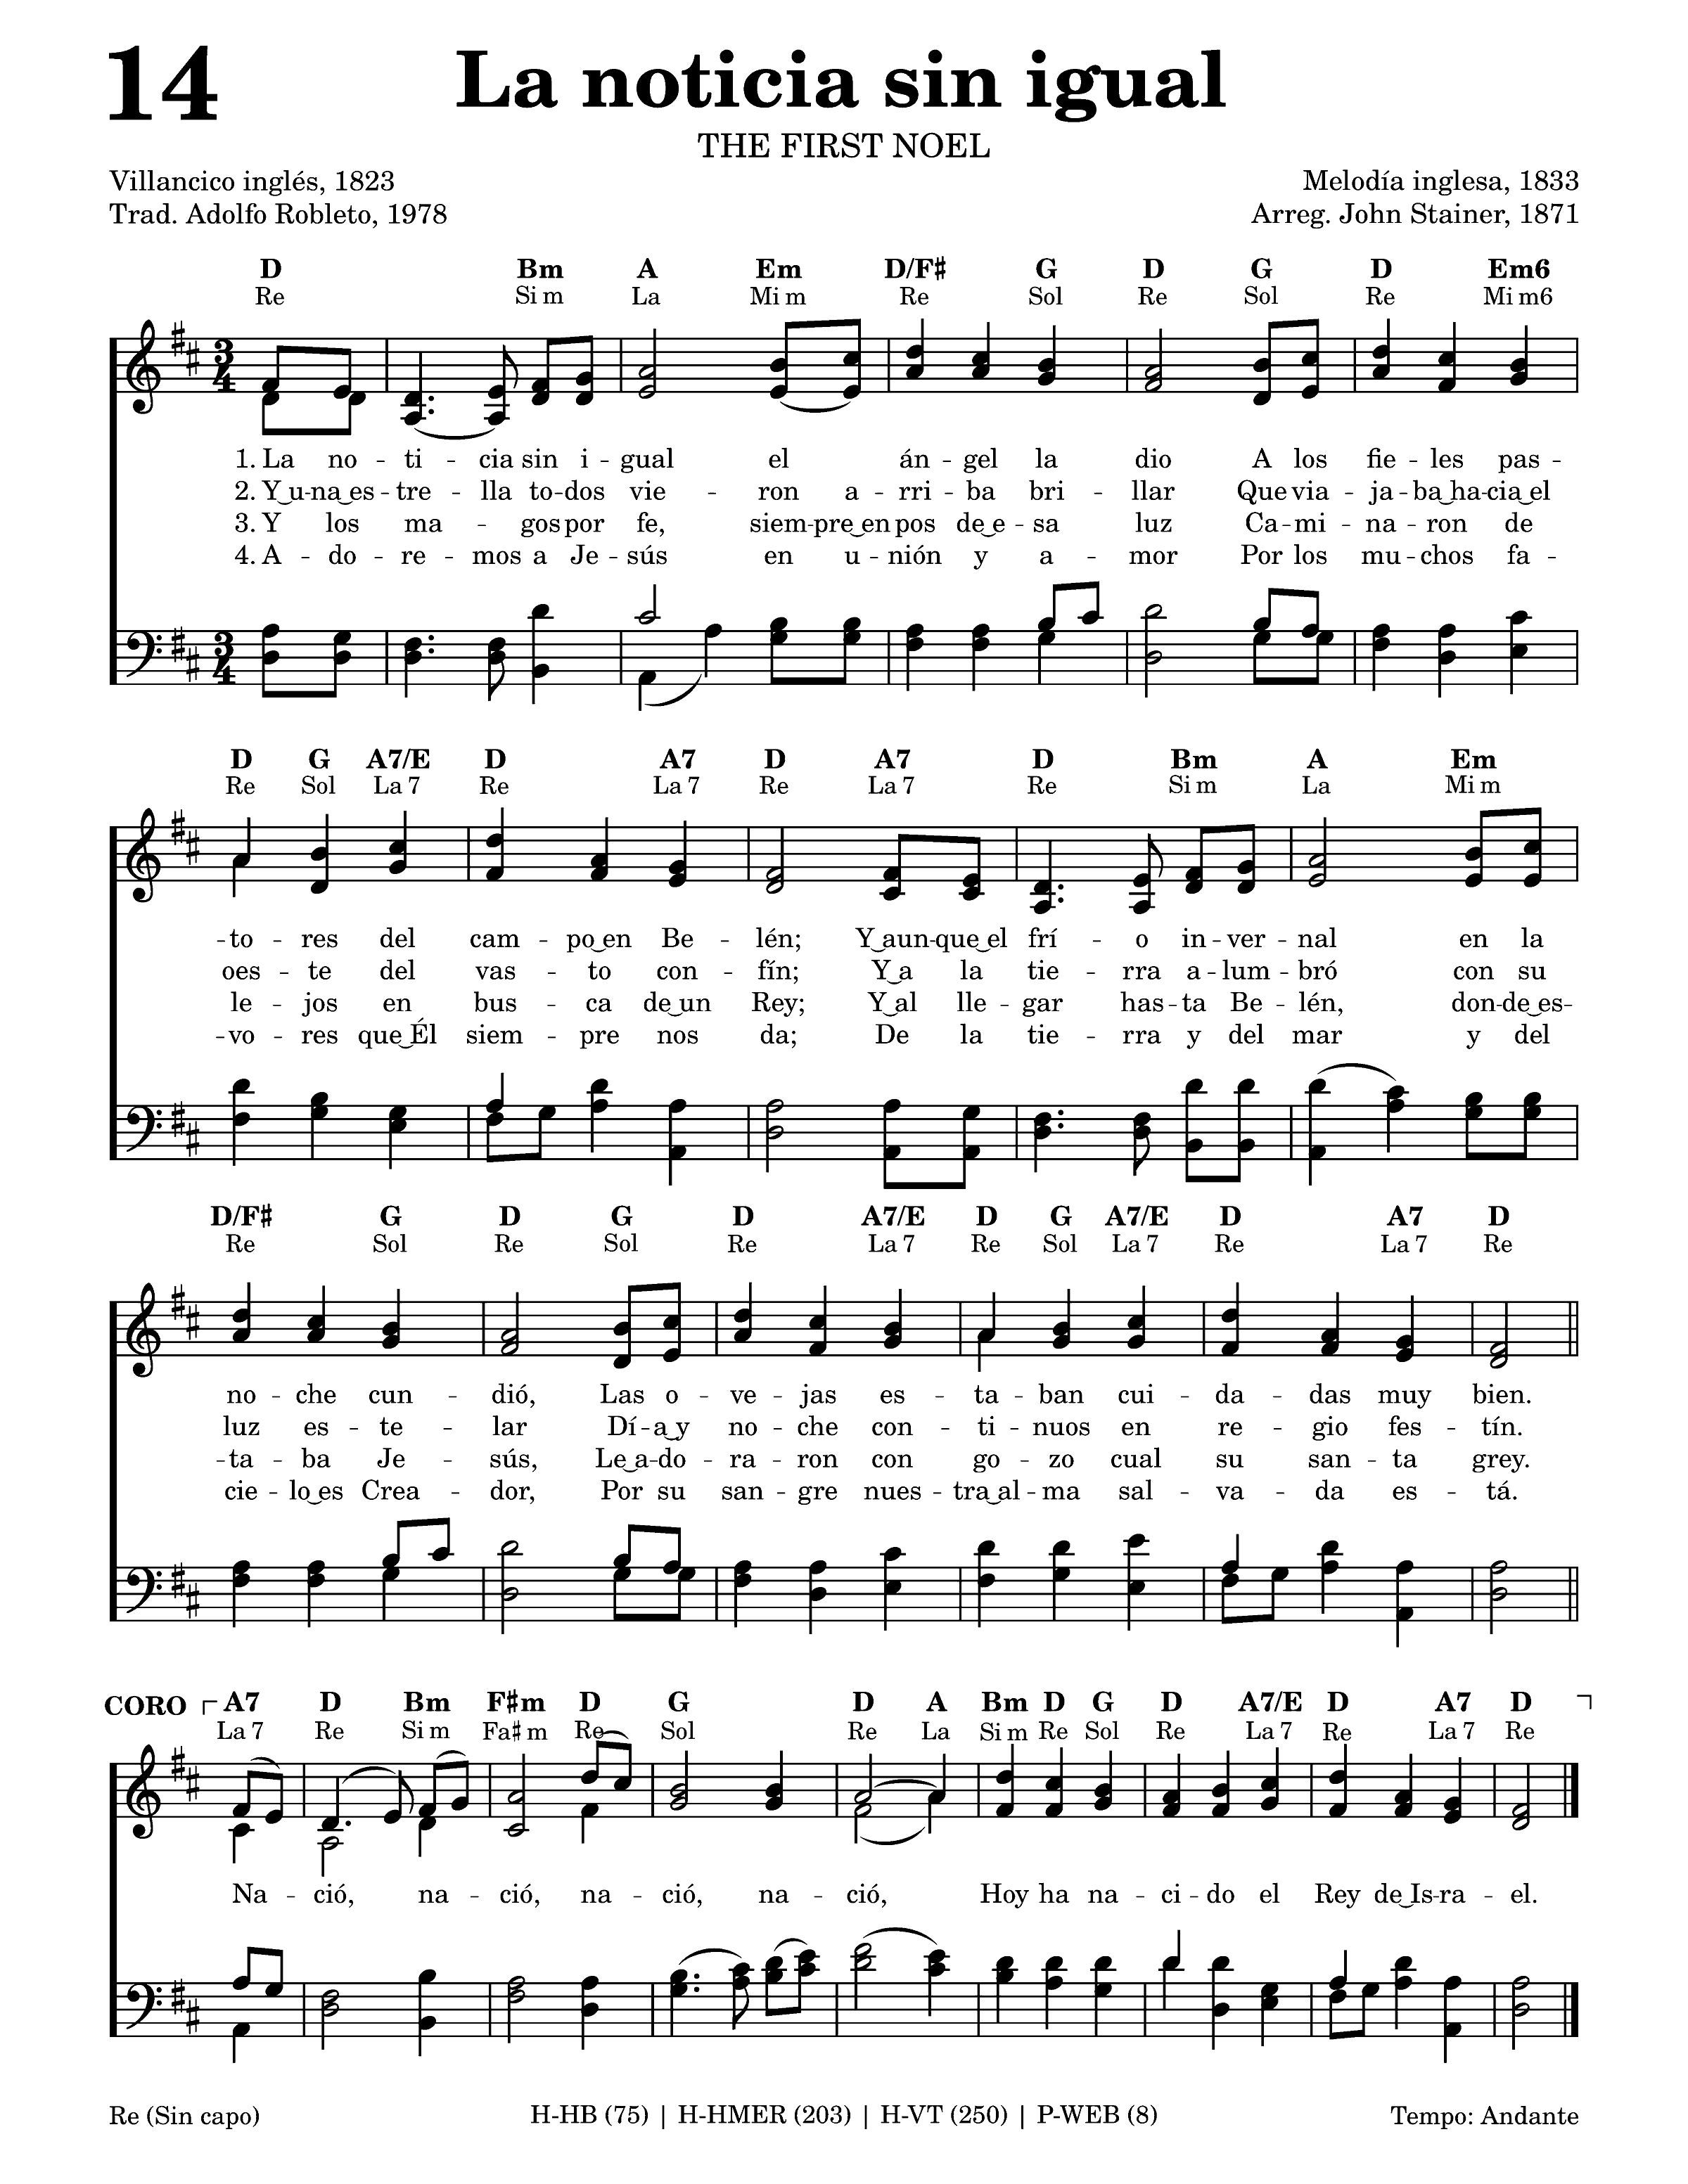 14
La noticia sin igual
THE FIRST NOEL
Villancico inglés, 1823
Melodía inglesa, 1833
Trad. Adolfo Robleto, 1978
Arreg. John Stainer, 1871
D Bm A Em D/F♯ G D G D Em6
Re Si m La Mi m Re Sol Re Sol Re Mi m6
3 4
1. La no – ti – cia sin i – gual el án – gel la dio A los fie – les pas –
2. Y‿u – na‿es – tre – lla to – dos vie – ron a – rri – ba bri – llar Que via – ja – ba‿ha – cia‿el
3. Y los ma – gos por fe, siem – pre‿en pos de‿e – sa luz Ca – mi – na – ron de
4. A – do – re – mos a Je – sús en u – nión y a – mor Por los mu – chos fa –
3 4
D G A7/E D A7 D A7 D Bm A Em
Re Sol La 7 Re La 7 Re La 7 Re Si m La Mi m
– to – res del cam – po‿en Be – lén; Y‿aun – que‿el frí – o in – ver – nal en la
oes – te del vas – to con – fín; Y‿a la tie – rra a – lum – bró con su
le – jos en bus – ca de‿un Rey; Y‿al lle – gar has – ta Be – lén, don – de‿es –
– vo – res que‿Él siem – pre nos da; De la tie – rra y del mar y del
D/F♯ G D G D A7/E D G A7/E D A7 D
Re Sol Re Sol Re La 7 Re Sol La 7 Re La 7 Re
no – che cun – dió, Las o – ve – jas es – ta – ban cui – da – das muy bien.
luz es – te – lar Dí – a‿y no – che con – ti – nuos en re – gio fes – tín.
– ta – ba Je – sús, Le‿a – do – ra – ron con go – zo cual su san – ta grey.
cie – lo‿es Crea – dor, Por su san – gre nues – tra‿al – ma sal – va – da es – tá.
CORO A7 D Bm F♯m D G D A Bm D G D A7/E D A7 D
La 7 Re Si m Fa♯ m Re Sol Re La Si m Re Sol Re La 7 Re La 7 Re
Na – ció, na – ció, na – ció, na – ció, Hoy ha na – ci – do el Rey de‿Is – ra – el.
Re (Sin capo)
H-HB (75) | H-HMER (203) | H-VT (250) | P-WEB (8)
Tempo: Andante